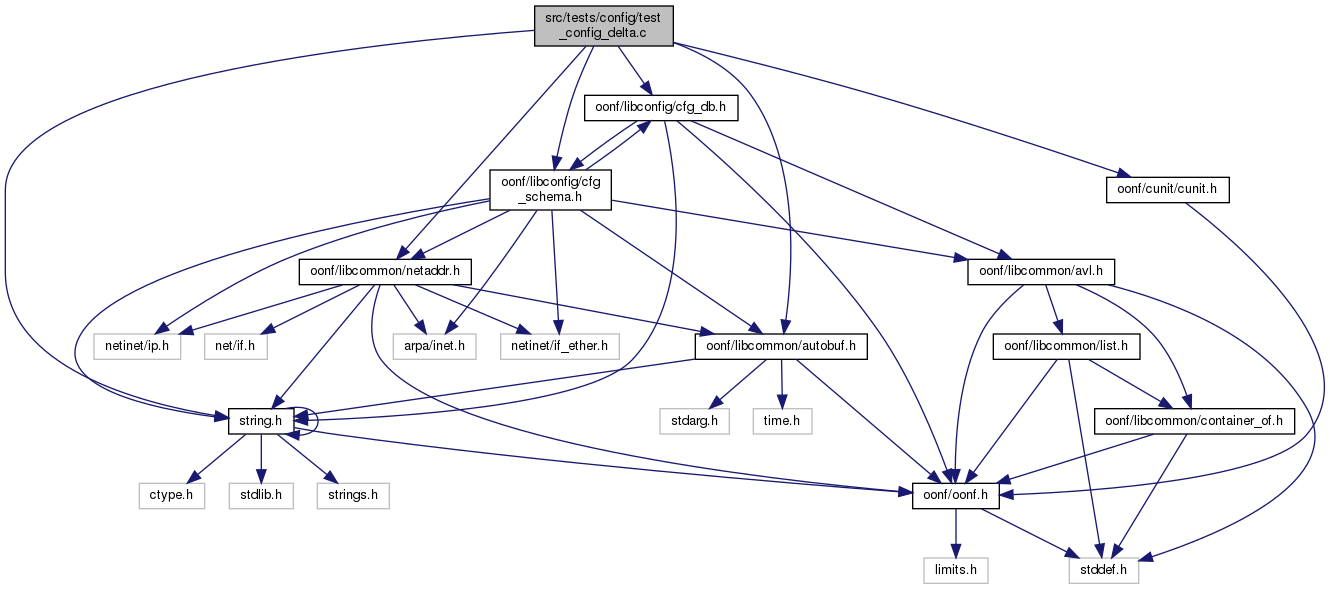 src/tests/config/test
_config_delta.c
oonf/libconfig/cfg_db.h
oonf/libconfig/cfg
_schema.h
oonf/cunit/cunit.h
oonf/libcommon/netaddr.h
oonf/libcommon/avl.h
netinet/ip.h
net/if.h
arpa/inet.h
netinet/if_ether.h
oonf/libcommon/autobuf.h
oonf/libcommon/list.h
string.h
stdarg.h
time.h
oonf/libcommon/container_of.h
ctype.h
stdlib.h
strings.h
oonf/oonf.h
limits.h
stddef.h